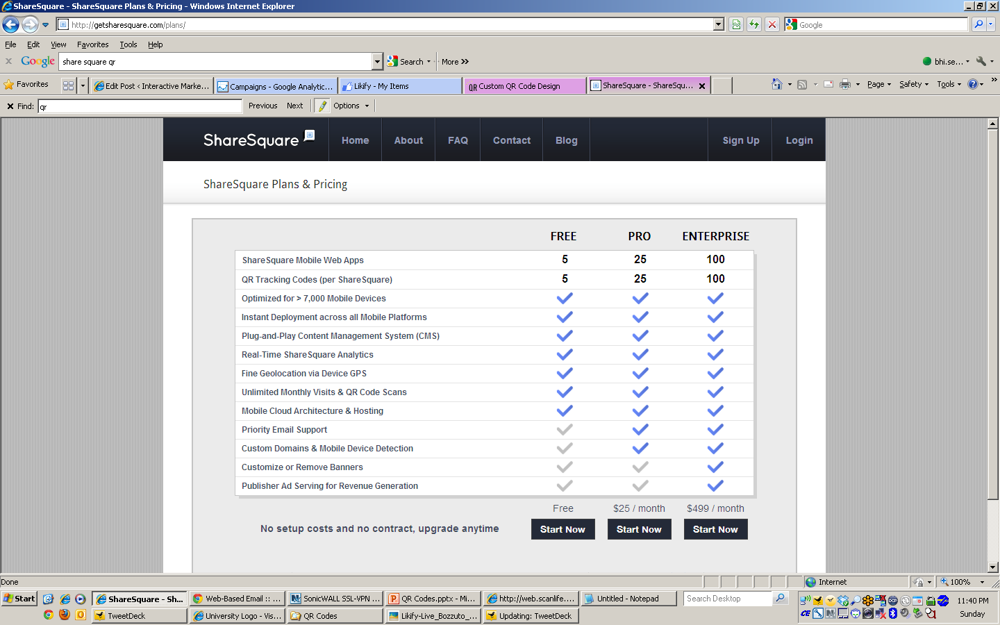 ShareSquare - ShareSquare Plans & Pricing - Windows Internet Explorer
http://getsharesquare.com/plans/
Google
File Edit View Favorites Tools Help
Google share square qr Search More >> bhi.se...
Favorites Edit Post < Interactive Marke... Campaigns - Google Analytic... Likify - My Items QR Custom QR Code Design ShareSquare - ShareSqu... Page Safety Tools
Find: qr Previous Next Options
ShareSquare Home About FAQ Contact Blog Sign Up Login
ShareSquare Plans & Pricing
FREE PRO ENTERPRISE
ShareSquare Mobile Web Apps 5 25 100
QR Tracking Codes (per ShareSquare) 5 25 100
Optimized for > 7,000 Mobile Devices
Instant Deployment across all Mobile Platforms
Plug-and-Play Content Management System (CMS)
Real-Time ShareSquare Analytics
Fine Geolocation via Device GPS
Unlimited Monthly Visits & QR Code Scans
Mobile Cloud Architecture & Hosting
Priority Email Support
Custom Domains & Mobile Device Detection
Customize or Remove Banners
Publisher Ad Serving for Revenue Generation
Free $25 / month $499 / month
No setup costs and no contract, upgrade anytime Start Now Start Now Start Now
Done Internet 100%
Start ShareSquare - Sh... Web-Based Email :: ... SonicWALL SSL-VPN ... QR Codes.pptx - Mi... http://web.scanlife.... Untitled - Notepad Search Desktop 11:40 PM
TweetDeck University Logo - Vis... QR Codes Likify-Live_Bozzuto_... Updating: TweetDeck Sunday